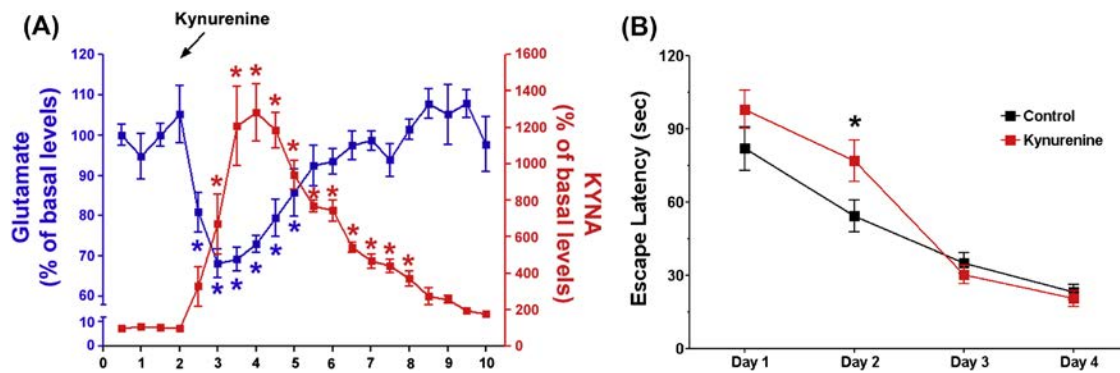 (A)
Kynurenine
Glutamate
(% of basal levels)
120
110
100
90
80
70
60
10
0
1600
1400
1200
1000
800
600
400
200
0
KYNA
(% of basal levels)
0 1 2 3 4 5 6 7 8 9 10
* * * * * *
* * * * * * * * * * *
(B)
Escape Latency (sec)
120
90
60
30
0
*
Control
Kynurenine
Day 1 Day 2 Day 3 Day 4